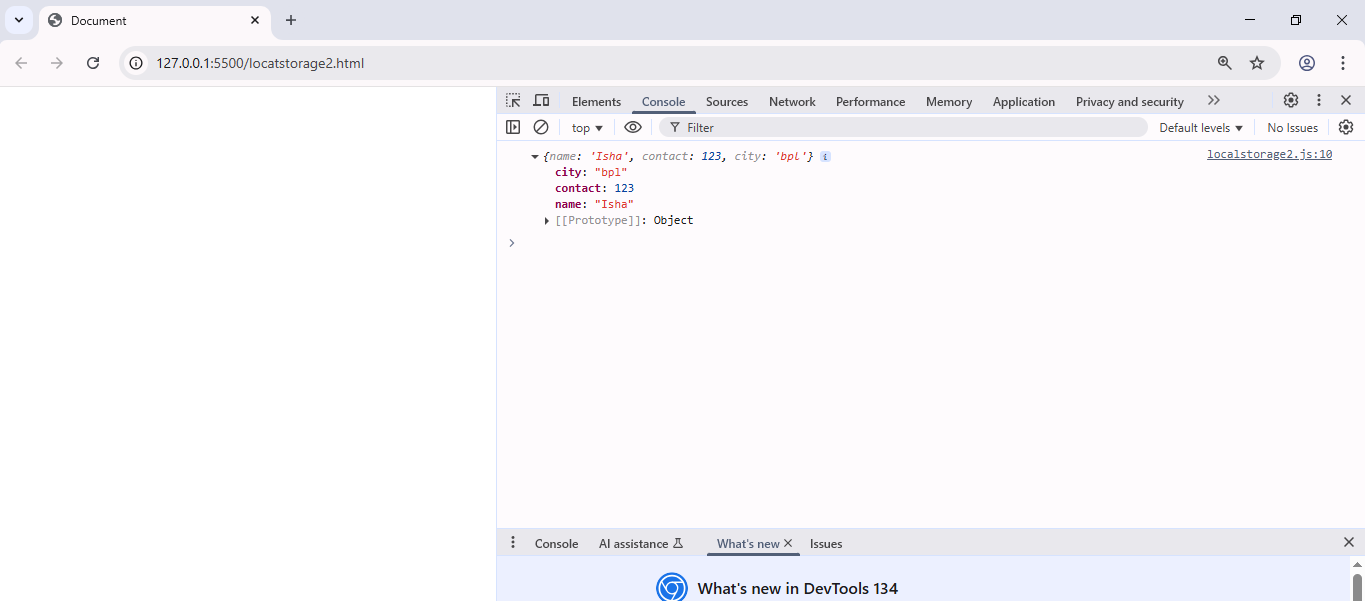 Document
127.0.0.1:5500/locatstorage2.html
Elements Console Sources Network Performance Memory Application Privacy and security
top Filter Default levels No Issues
{name: 'Isha', contact: 123, city: 'bpl'} i localstorage2.js:10
city: "bpl"
contact: 123
name: "Isha"
[[Prototype]]: Object
Console AI assistance What's new Issues
What's new in DevTools 134